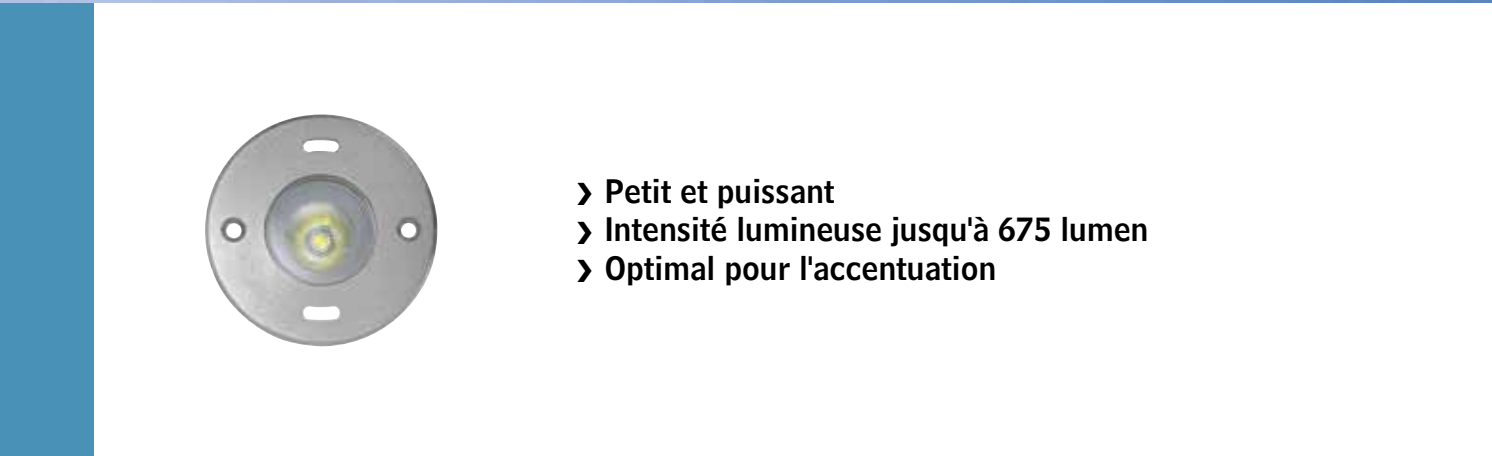 ❯ Petit et puissant
❯ Intensité lumineuse jusqu'à 675 lumen
❯ Optimal pour l'accentuation